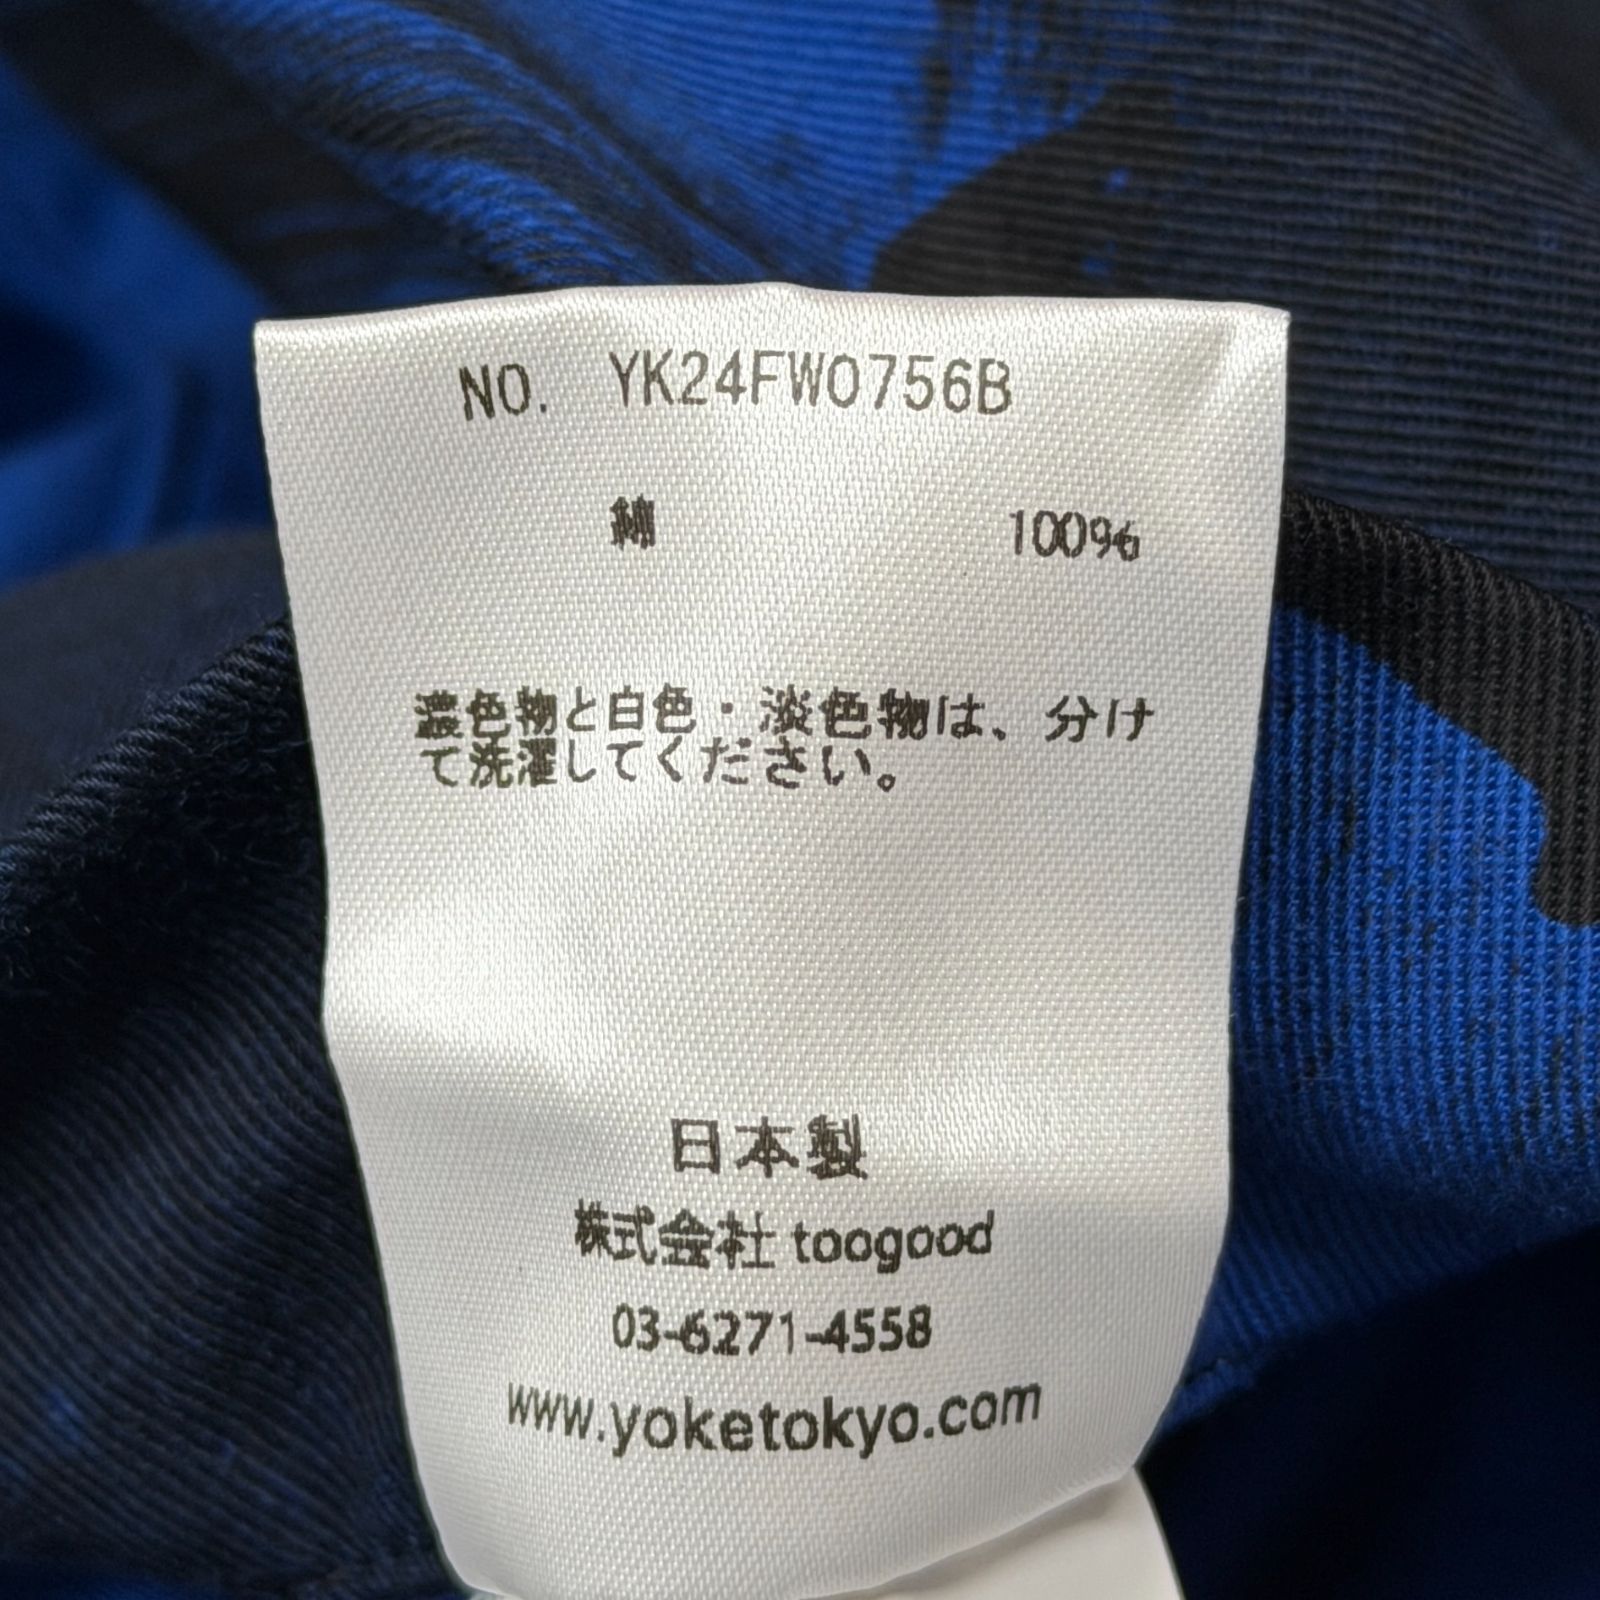 NO. YK24FW0756B
綿 100%
濃色物と白色・淡色物は、分け
て洗濯してください。
日本製
株式会社 toogood
03-6271-4558
www.yoketokyo.com